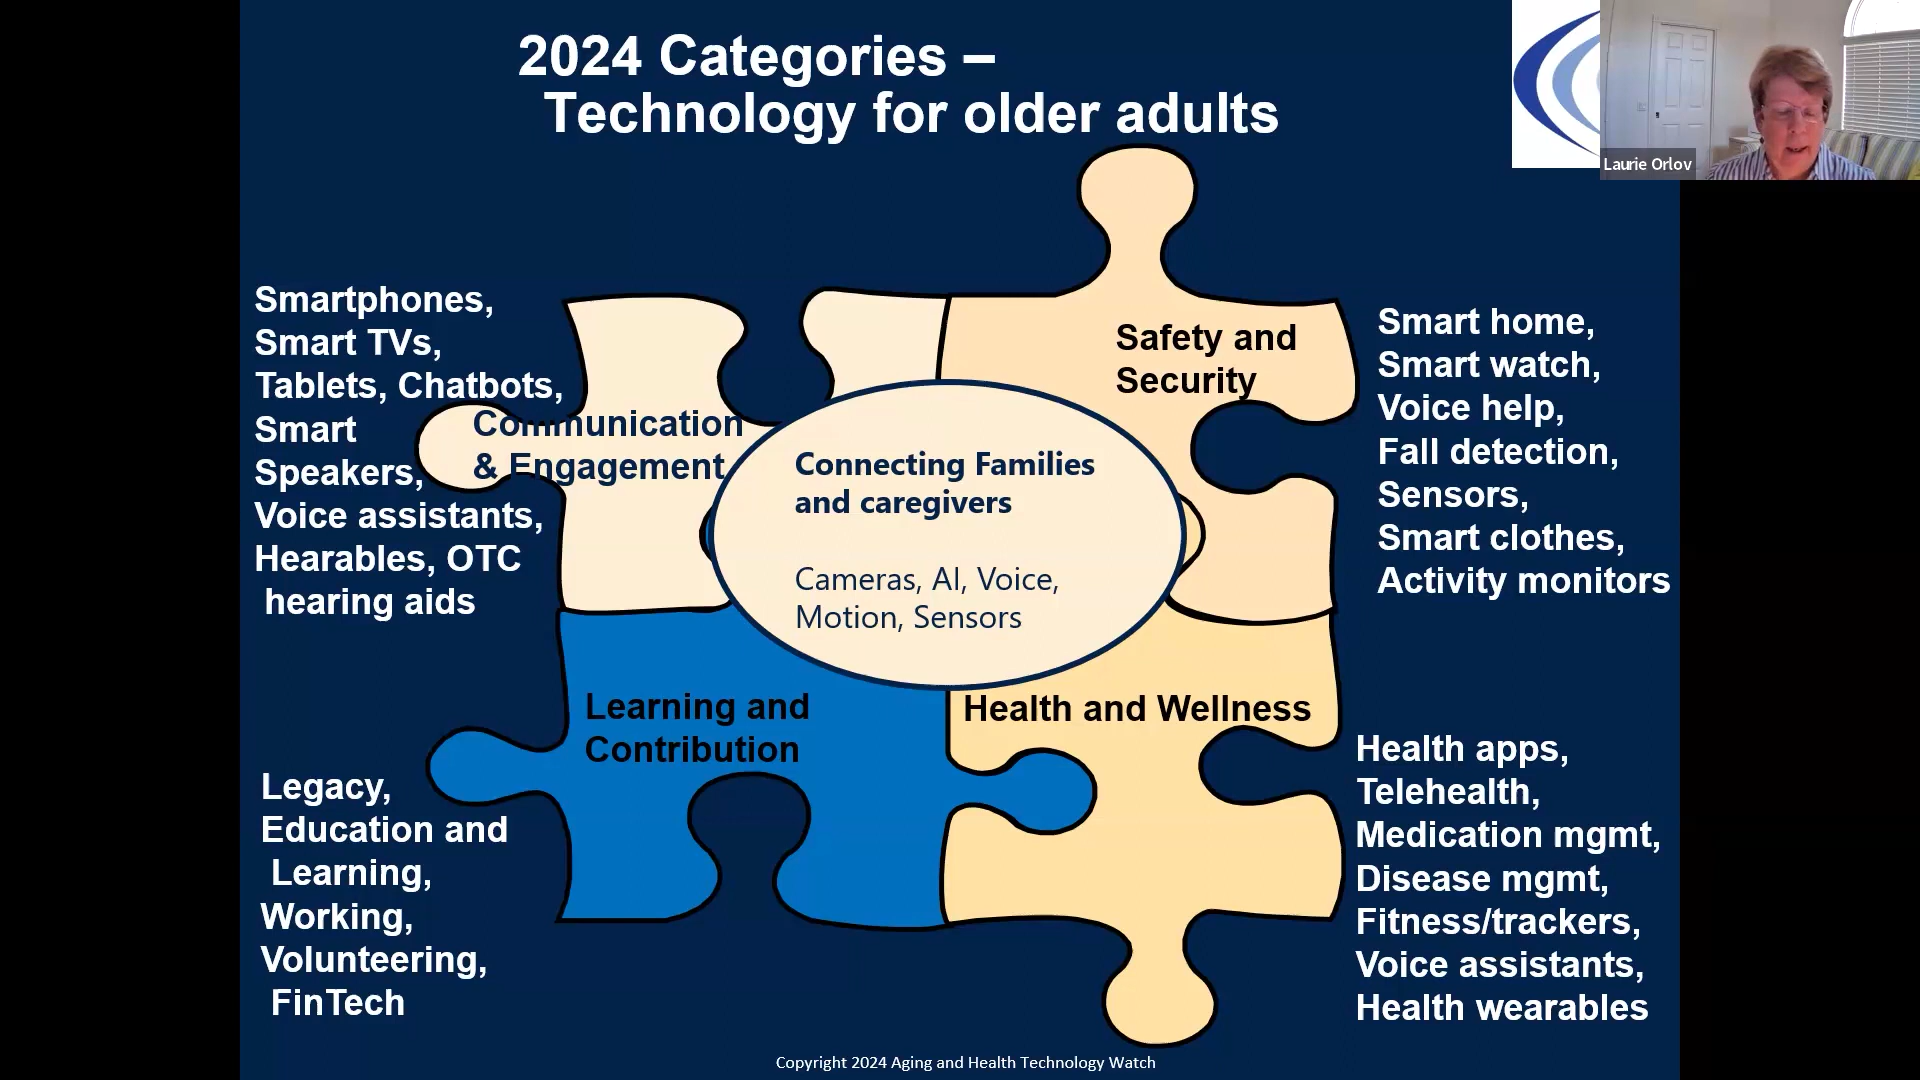 2024 Categories –
Technology for older adults
Laurie Orlov
Smartphones,
Smart TVs,
Tablets, Chatbots,
Smart
Speakers,
Voice assistants,
Hearables, OTC
hearing aids
Communication
& Engagement
Safety and
Security
Smart home,
Smart watch,
Voice help,
Fall detection,
Sensors,
Smart clothes,
Activity monitors
Connecting Families
and caregivers
Cameras, AI, Voice,
Motion, Sensors
Learning and
Contribution
Health and Wellness
Legacy,
Education and
Learning,
Working,
Volunteering,
FinTech
Health apps,
Telehealth,
Medication mgmt,
Disease mgmt,
Fitness/trackers,
Voice assistants,
Health wearables
Copyright 2024 Aging and Health Technology Watch